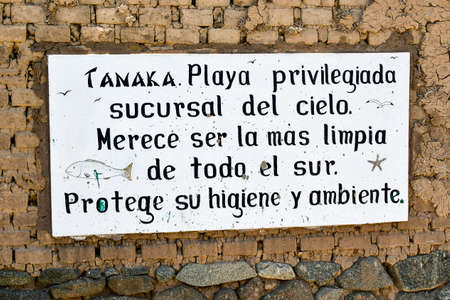 TANAKA. Playa privilegiada
sucursal del cielo.
Merece ser la más limpia
de todo el sur.
Protege su higiene y ambiente.